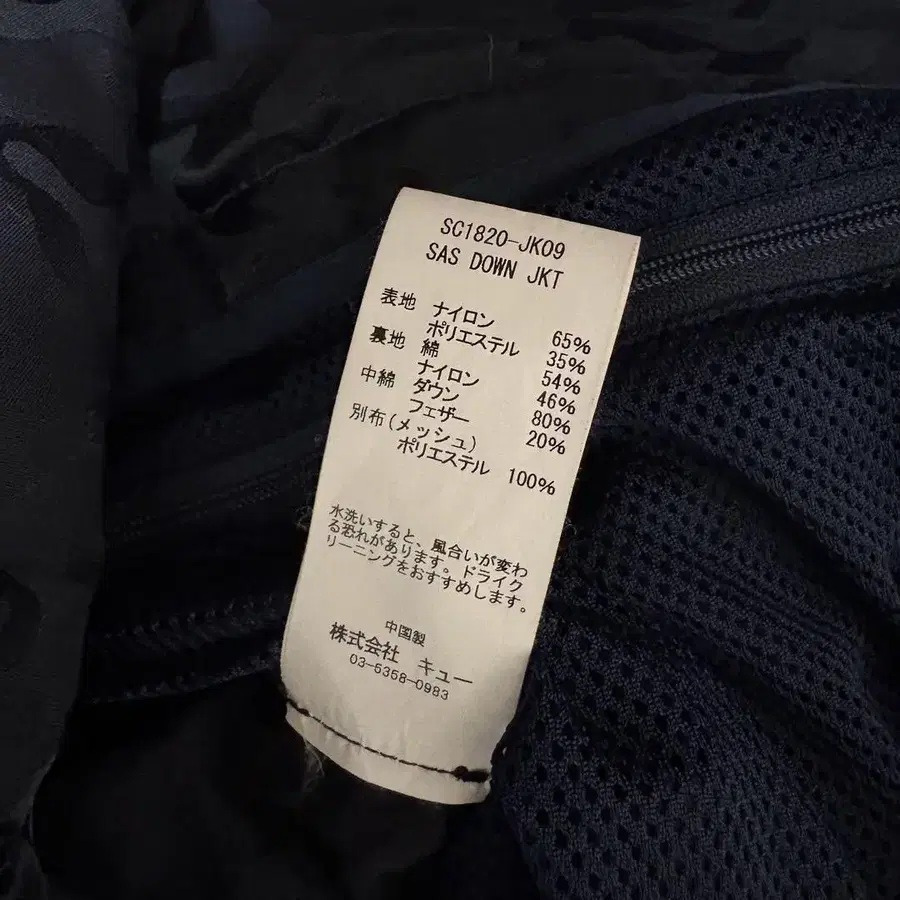 SC1820-JK09
SAS DOWN JKT
表地 ナイロン 65%
ポリエステル 35%
裏地 綿 54%
ナイロン 46%
中綿 ダウン 80%
フェザー 20%
別布(メッシュ)
ポリエステル 100%
水洗いすると、風合いが変わ
る恐れがあります。ドライク
リーニングをおすすめします。
中国製
株式会社 キュー
03-5358-0983